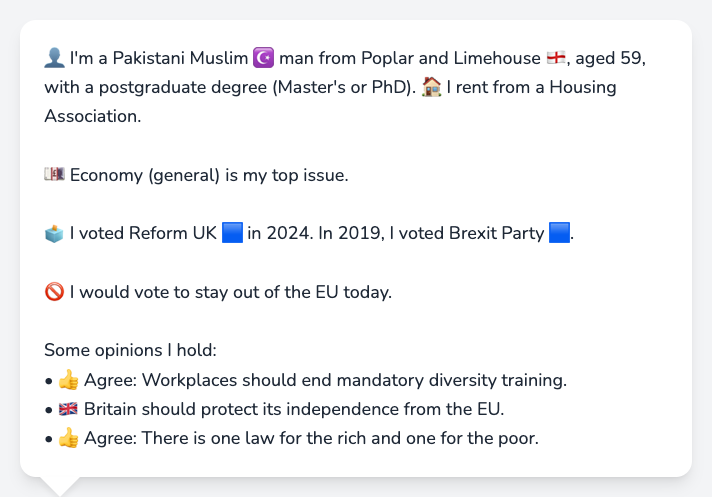 👤 I'm a Pakistani Muslim ☪️ man from Poplar and Limehouse 🏴󠁧󠁢󠁥󠁮󠁧󠁿, aged 59,
with a postgraduate degree (Master's or PhD). 🏠 I rent from a Housing
Association.
💷 Economy (general) is my top issue.
🗳️ I voted Reform UK 🟦 in 2024. In 2019, I voted Brexit Party 🟦.
🚫 I would vote to stay out of the EU today.
Some opinions I hold:
• 👍 Agree: Workplaces should end mandatory diversity training.
• 🇬🇧 Britain should protect its independence from the EU.
• 👍 Agree: There is one law for the rich and one for the poor.